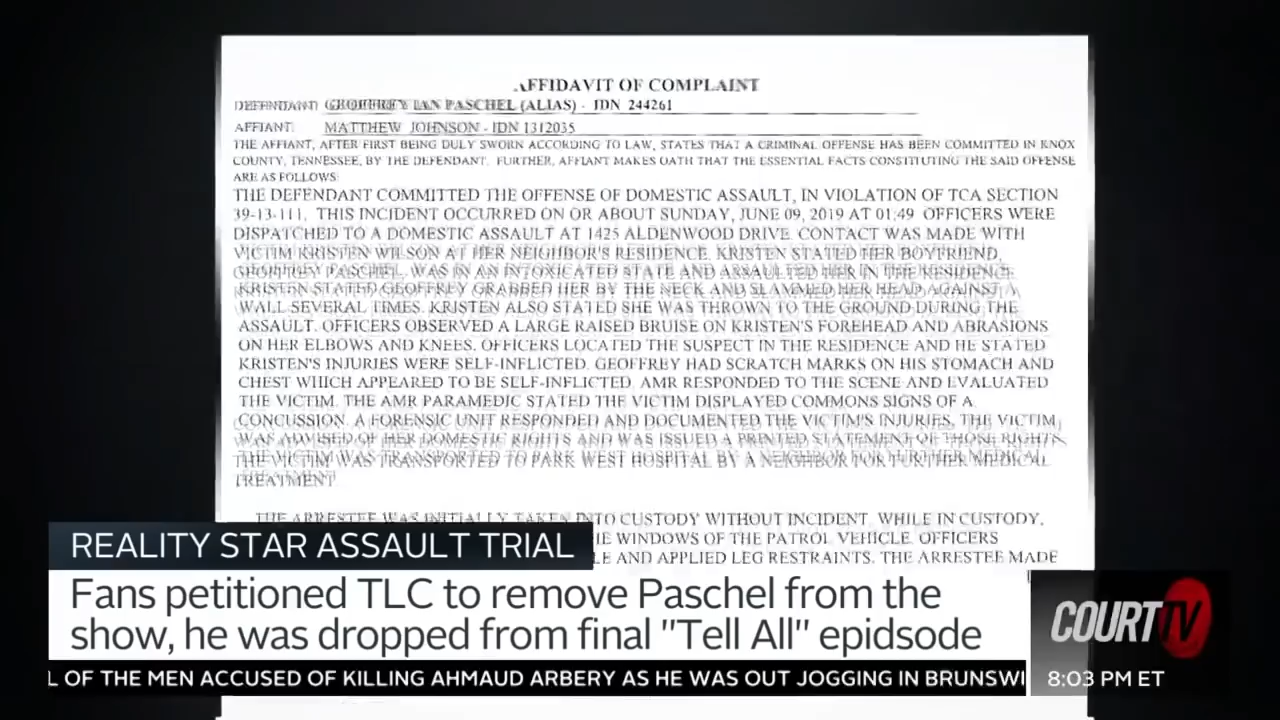 AFFIDAVIT OF COMPLAINT
DEFENDANT: GEOFFREY IAN PASCHEL (ALIAS) - IDN 244261
AFFIANT: MATTHEW JOHNSON - IDN 1312035
THE AFFIANT, AFTER FIRST BEING DULY SWORN ACCORDING TO LAW, STATES THAT A CRIMINAL OFFENSE HAS BEEN COMMITTED IN KNOX
COUNTY, TENNESSEE, BY THE DEFENDANT. FURTHER, AFFIANT MAKES OATH THAT THE ESSENTIAL FACTS CONSTITUTING THE SAID OFFENSE
ARE AS FOLLOWS:
THE DEFENDANT COMMITTED THE OFFENSE OF DOMESTIC ASSAULT, IN VIOLATION OF TCA SECTION
39-13-111. THIS INCIDENT OCCURRED ON OR ABOUT SUNDAY, JUNE 09, 2019 AT 01:49 OFFICERS WERE
DISPATCHED TO A DOMESTIC ASSAULT AT 1425 ALDENWOOD DRIVE. CONTACT WAS MADE WITH
VICTIM KRISTEN WILSON AT HER NEIGHBOR'S RESIDENCE. KRISTEN STATED HER BOYFRIEND,
GEOFFREY PASCHEL, WAS IN AN INTOXICATED STATE AND ASSAULTED HER IN THE RESIDENCE.
KRISTEN STATED GEOFFREY GRABBED HER BY THE NECK AND SLAMMED HER HEAD AGAINST A
WALL SEVERAL TIMES. KRISTEN ALSO STATED SHE WAS THROWN TO THE GROUND DURING THE
ASSAULT. OFFICERS OBSERVED A LARGE RAISED BRUISE ON KRISTEN'S FOREHEAD AND ABRASIONS
ON HER ELBOWS AND KNEES. OFFICERS LOCATED THE SUSPECT IN THE RESIDENCE AND HE STATED
KRISTEN'S INJURIES WERE SELF-INFLICTED. GEOFFREY HAD SCRATCH MARKS ON HIS STOMACH AND
CHEST WHICH APPEARED TO BE SELF-INFLICTED. AMR RESPONDED TO THE SCENE AND EVALUATED
THE VICTIM. THE AMR PARAMEDIC STATED THE VICTIM DISPLAYED COMMONS SIGNS OF A
CONCUSSION. A FORENSIC UNIT RESPONDED AND DOCUMENTED THE VICTIM'S INJURIES. THE VICTIM
WAS ADVISED OF HER DOMESTIC RIGHTS AND WAS ISSUED A PRINTED STATEMENT OF THOSE RIGHTS.
THE VICTIM WAS TRANSPORTED TO PARK WEST HOSPITAL BY A NEIGHBOR FOR FURTHER MEDICAL
TREATMENT.
THE ARRESTEE WAS INITIALLY TAKEN INTO CUSTODY WITHOUT INCIDENT. WHILE IN CUSTODY,
WINDOWS OF THE PATROL VEHICLE. OFFICERS
AND APPLIED LEG RESTRAINTS. THE ARRESTEE MADE
REALITY STAR ASSAULT TRIAL
Fans petitioned TLC to remove Paschel from the
show, he was dropped from final "Tell All" epidsode
COURT TV
OF THE MEN ACCUSED OF KILLING AHMAUD ARBERY AS HE WAS OUT JOGGING IN BRUNSWI
8:03 PM ET